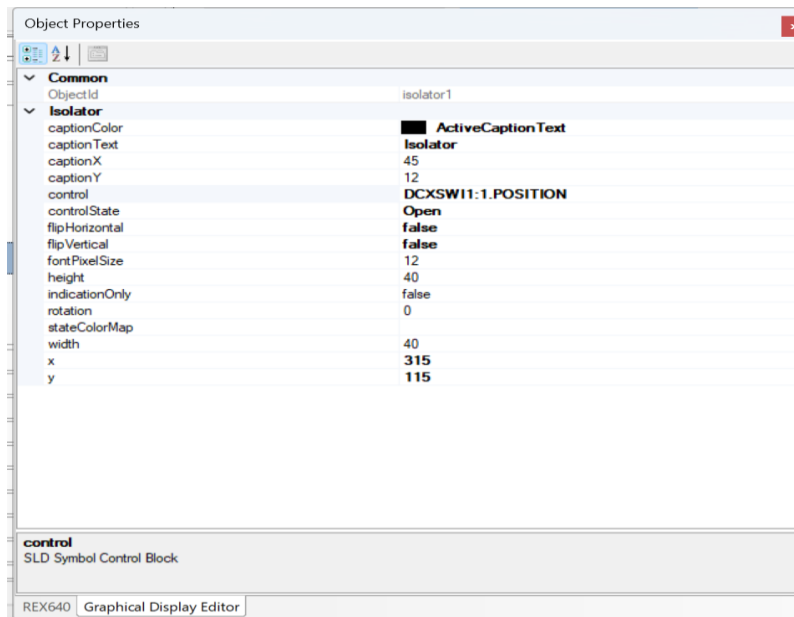 Object Properties
Common
ObjectId isolator1
Isolator
captionColor ActiveCaptionText
captionText Isolator
captionX 45
captionY 12
control DCXSWI1:1.POSITION
controlState Open
flipHorizontal false
flipVertical false
fontPixelSize 12
height 40
indicationOnly false
rotation 0
stateColorMap
width 40
x 315
y 115
control
SLD Symbol Control Block
REX640 Graphical Display Editor